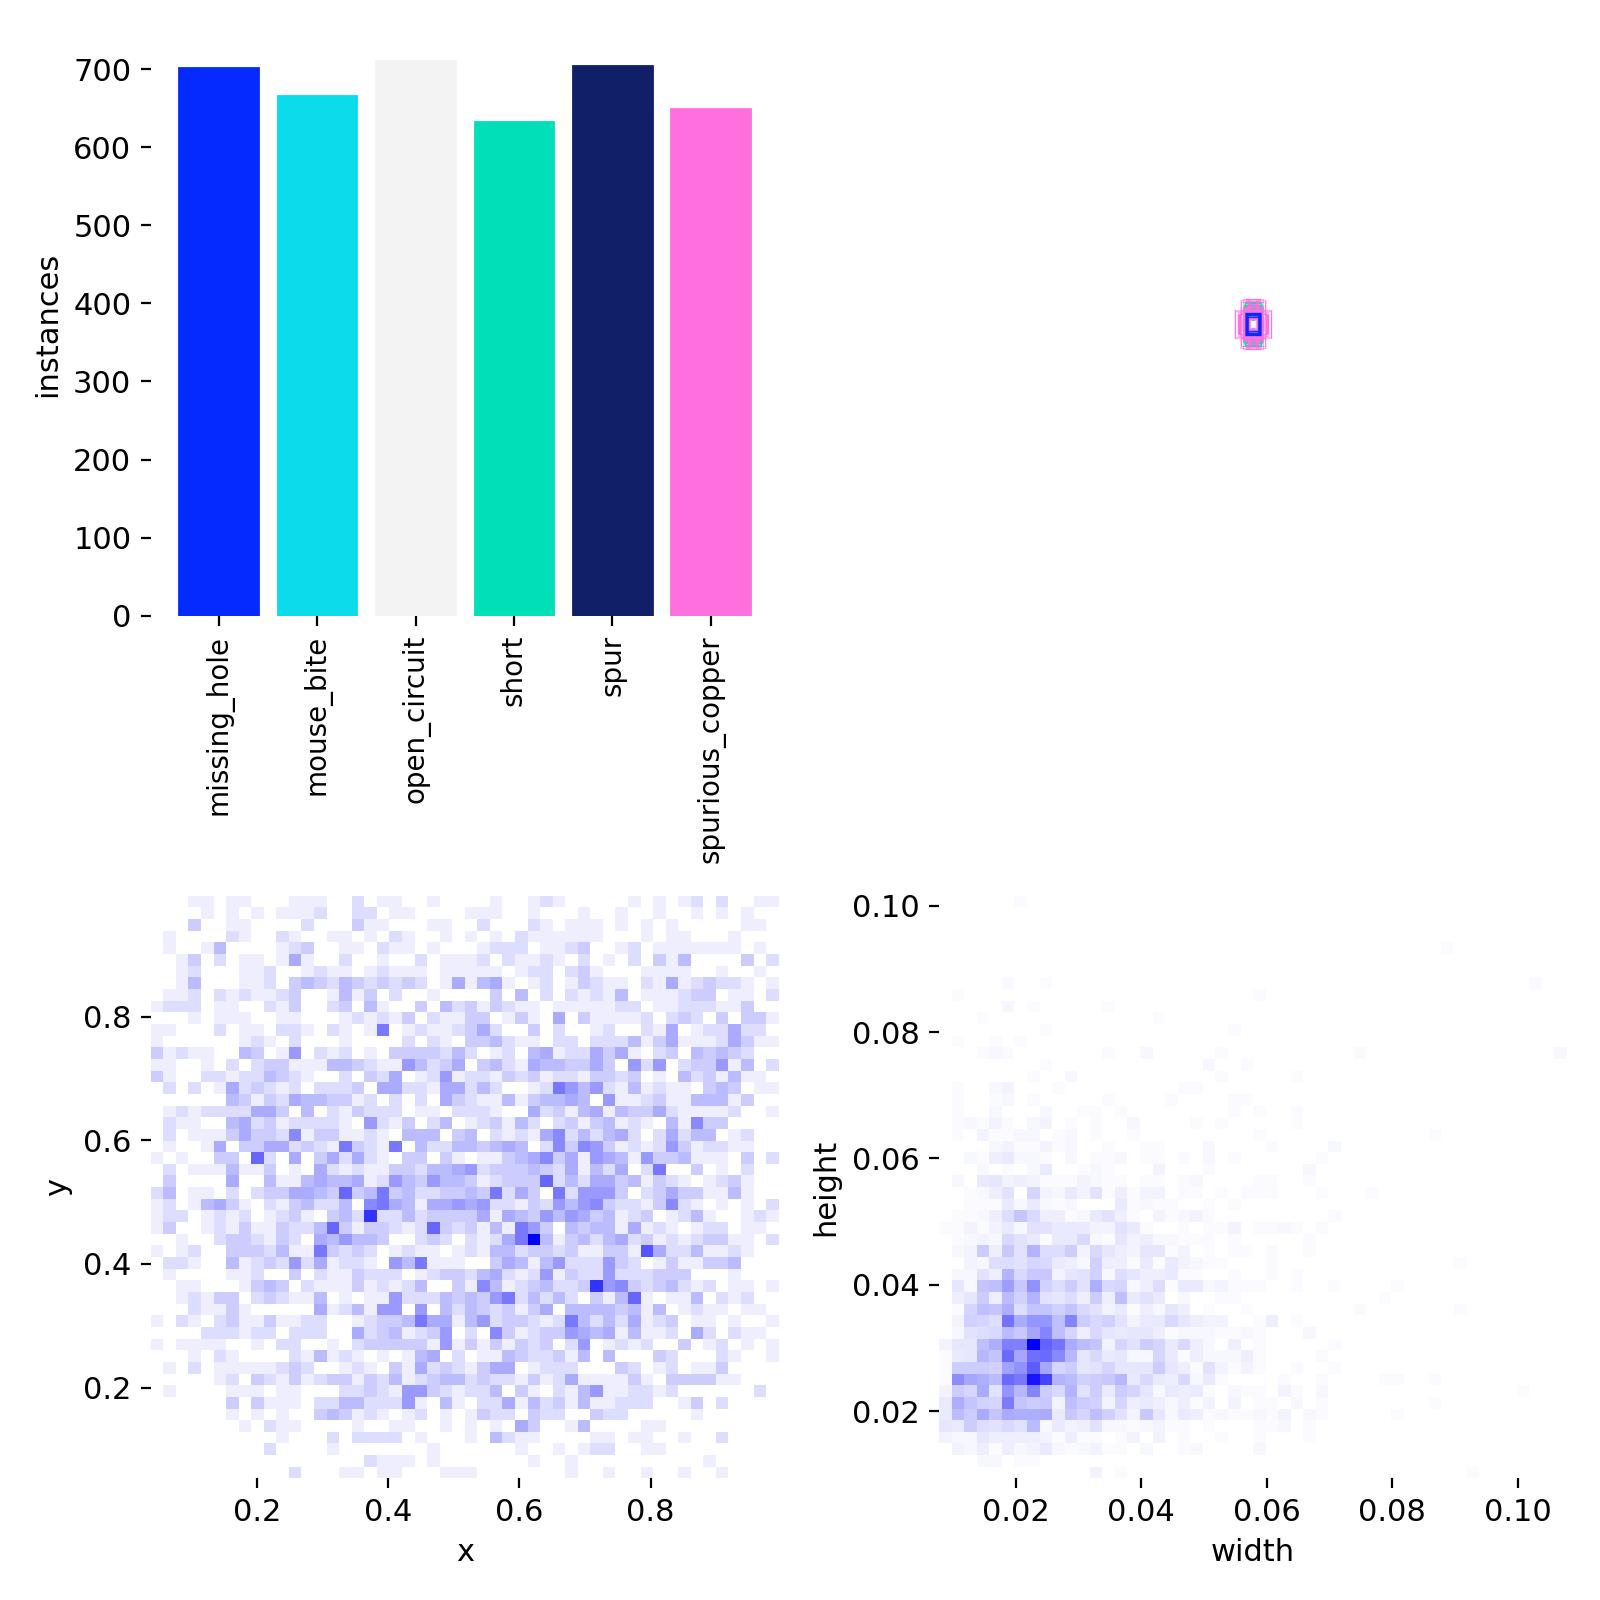 instances
700
600
500
400
300
200
100
0
missing_hole
mouse_bite
open_circuit
short
spur
spurious_copper
y
0.8
0.6
0.4
0.2
0.2 0.4 0.6 0.8
x
height
0.10
0.08
0.06
0.04
0.02
0.02 0.04 0.06 0.08 0.10
width